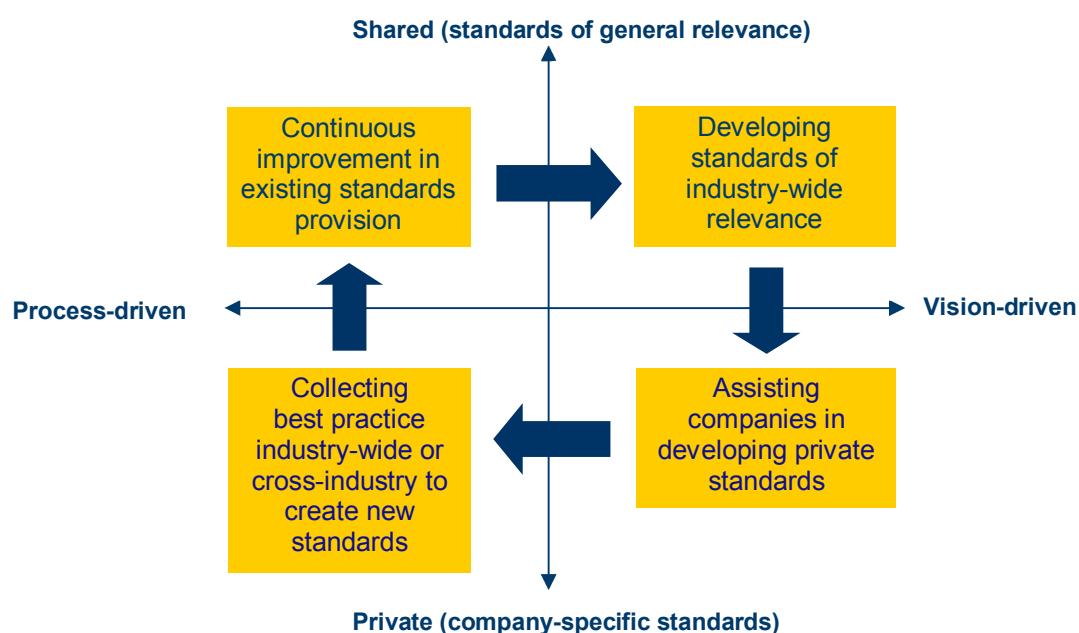 Shared (standards of general relevance)
Continuous
improvement in
existing standards
provision
Developing
standards of
industry-wide
relevance
Process-driven
Vision-driven
Collecting
best practice
industry-wide or
cross-industry to
create new
standards
Assisting
companies in
developing private
standards
Private (company-specific standards)